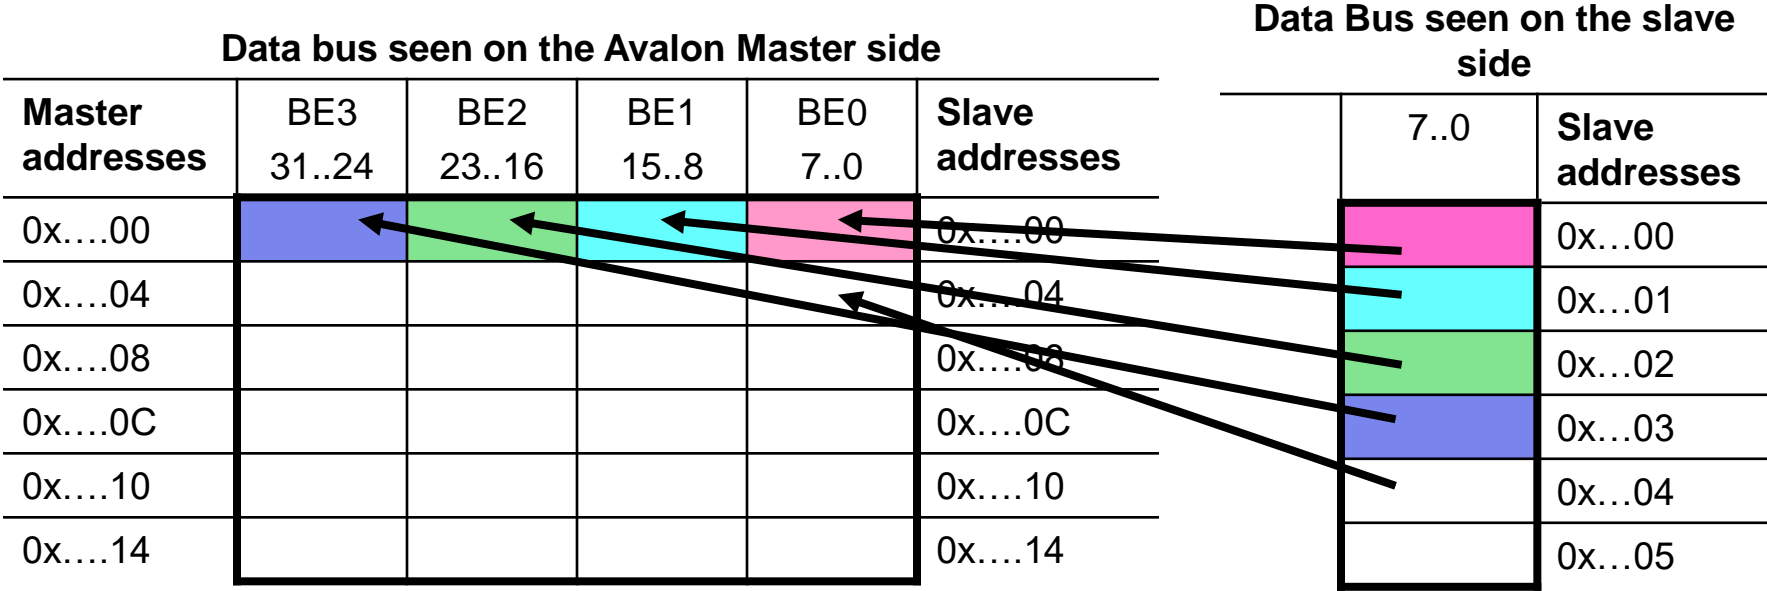 Data bus seen on the Avalon Master side
Master addresses BE3 31..24 BE2 23..16 BE1 15..8 BE0 7..0 Slave addresses
0x....00 0x....00
0x....04 0x....04
0x....08 0x....08
0x....0C 0x....0C
0x....10 0x....10
0x....14 0x....14
Data Bus seen on the slave
side
7..0 Slave addresses
0x...00
0x...01
0x...02
0x...03
0x...04
0x...05